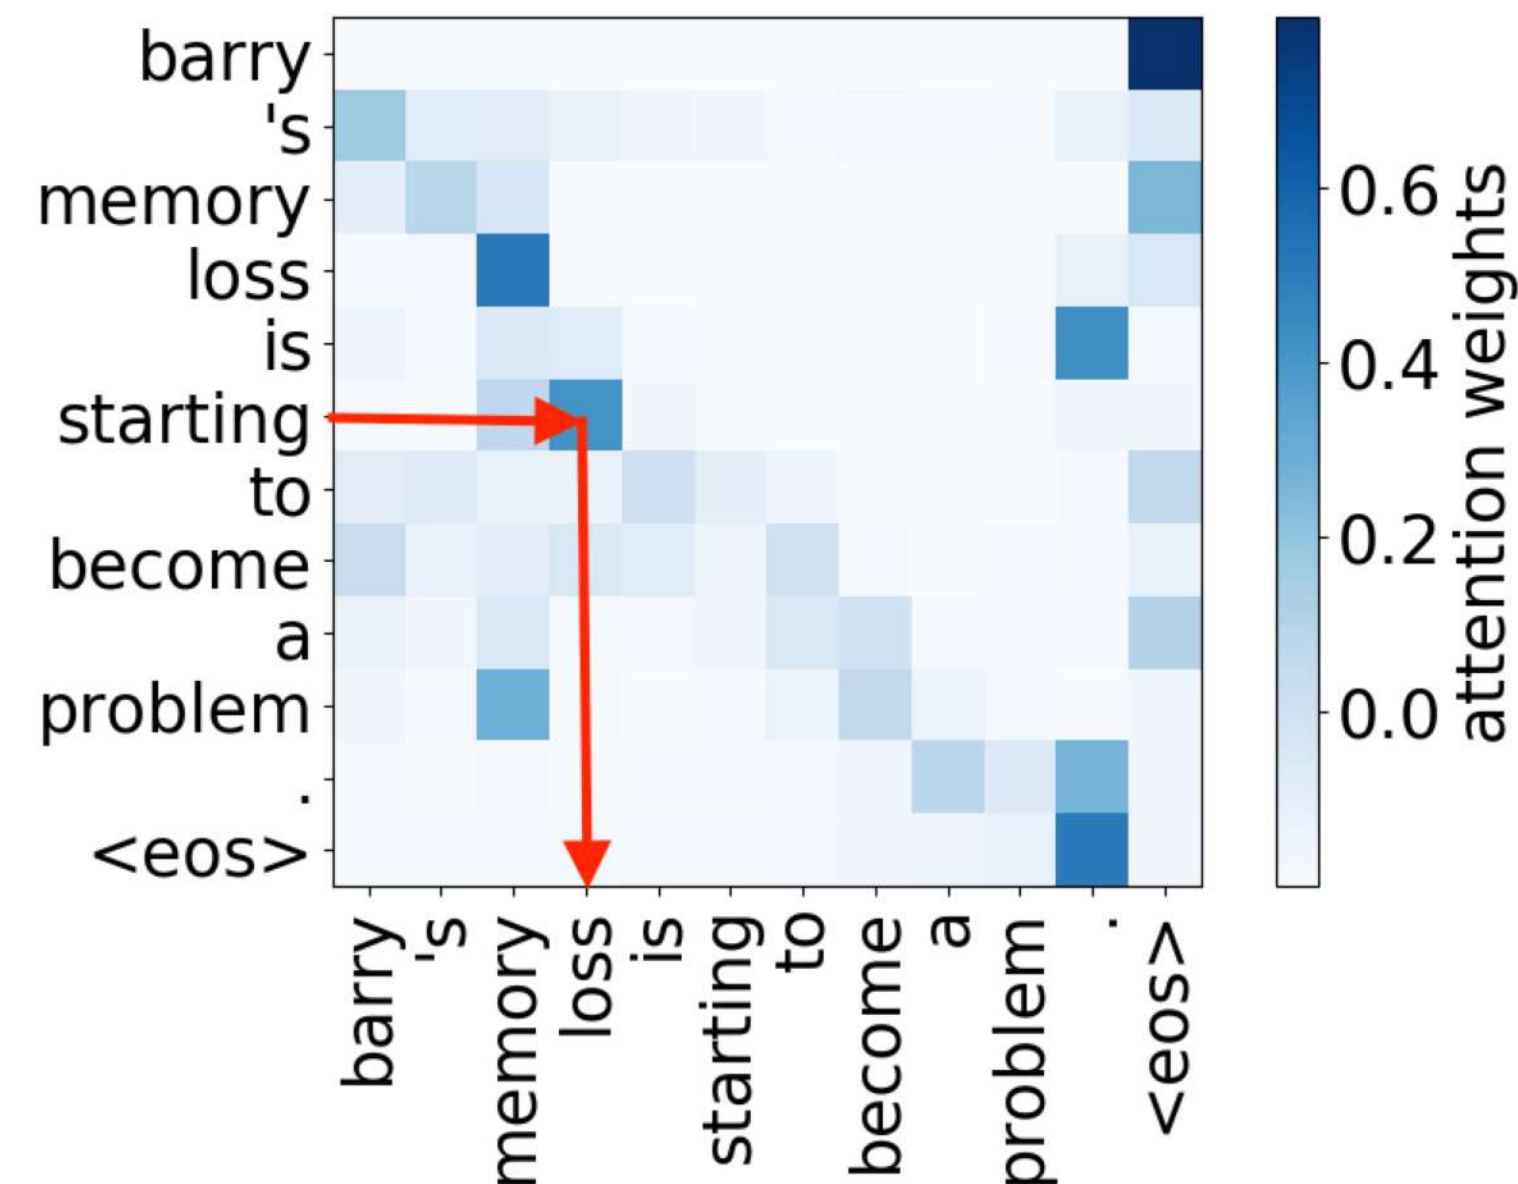 barry
's
memory
loss
is
starting
to
become
a
problem
.
<eos>
barry
's
memory
loss
is
starting
to
become
a
problem
.
<eos>
0.6
0.4
0.2
0.0
attention weights